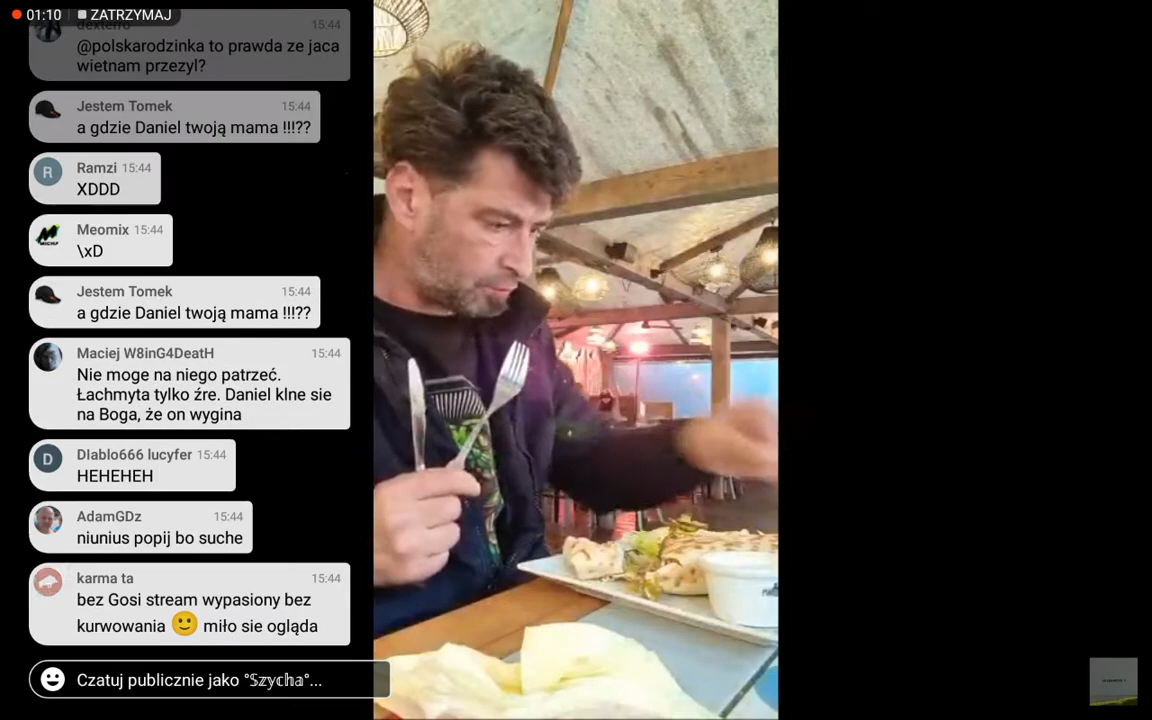 01:10 ZATRZYMAJ
dexterro 15:44
@polskarodzinka to prawda ze jaca
wietnam przezyl?
Jestem Tomek 15:44
a gdzie Daniel twoją mama !!!??
R Ramzi 15:44
XDDD
Meomix 15:44
\xD
Jestem Tomek 15:44
a gdzie Daniel twoją mama !!!??
Maciej W8inG4DeatH 15:44
Nie moge na niego patrzeć.
Łachmyta tylko źre. Daniel klne sie
na Boga, że on wygina
D DIablo666 lucyfer 15:44
HEHEHEH
AdamGDz 15:44
niunius popij bo suche
karma ta 15:44
bez Gosi stream wypasiony bez
kurwowania 🙂 miło sie ogląda
Czatuj publicznie jako °𝕊𝕫𝕪𝕔𝕙𝕒°...